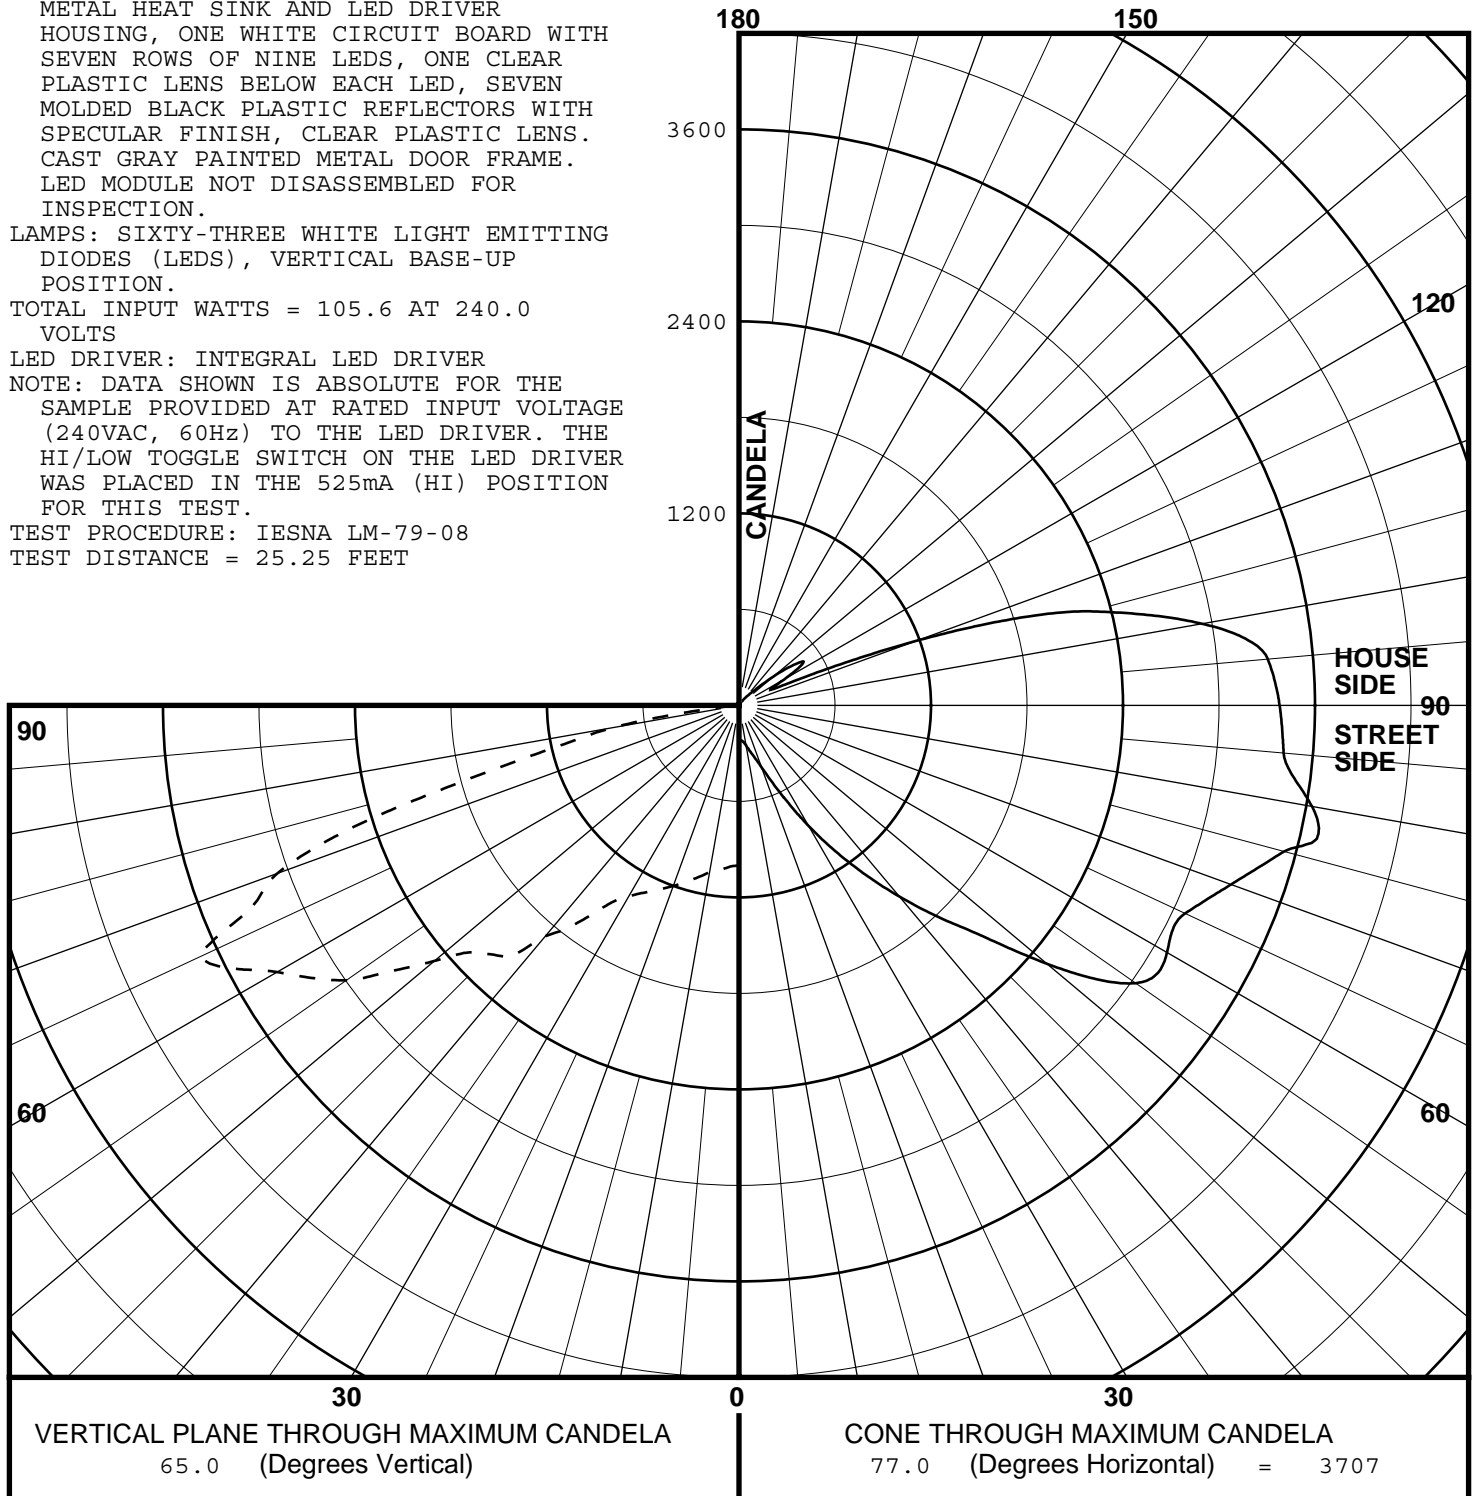 METAL HEAT SINK AND LED DRIVER
HOUSING, ONE WHITE CIRCUIT BOARD WITH
SEVEN ROWS OF NINE LEDS, ONE CLEAR
PLASTIC LENS BELOW EACH LED, SEVEN
MOLDED BLACK PLASTIC REFLECTORS WITH
SPECULAR FINISH, CLEAR PLASTIC LENS.
CAST GRAY PAINTED METAL DOOR FRAME.
LED MODULE NOT DISASSEMBLED FOR
INSPECTION.
LAMPS: SIXTY-THREE WHITE LIGHT EMITTING
DIODES (LEDS), VERTICAL BASE-UP
POSITION.
TOTAL INPUT WATTS = 105.6 AT 240.0
VOLTS
LED DRIVER: INTEGRAL LED DRIVER
NOTE: DATA SHOWN IS ABSOLUTE FOR THE
SAMPLE PROVIDED AT RATED INPUT VOLTAGE
(240VAC, 60Hz) TO THE LED DRIVER. THE
HI/LOW TOGGLE SWITCH ON THE LED DRIVER
WAS PLACED IN THE 525mA (HI) POSITION
FOR THIS TEST.
TEST PROCEDURE: IESNA LM-79-08
TEST DISTANCE = 25.25 FEET
180
150
3600
120
2400
CANDELA
1200
HOUSE
SIDE
90
90
STREET
SIDE
60
60
30
0
30
VERTICAL PLANE THROUGH MAXIMUM CANDELA
65.0 (Degrees Vertical)
CONE THROUGH MAXIMUM CANDELA
77.0 (Degrees Horizontal) = 3707